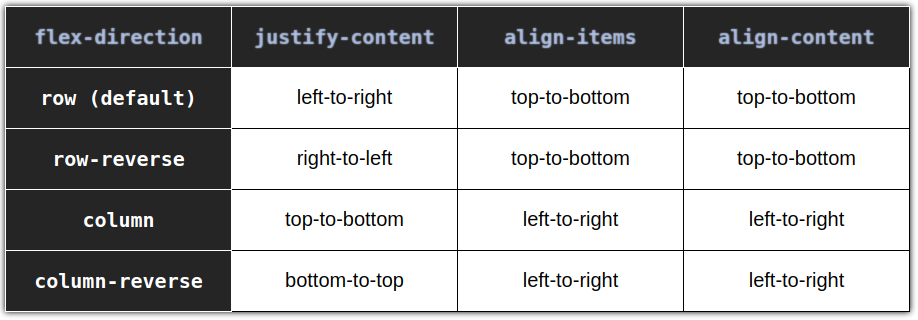 flex-direction justify-content align-items align-content
row (default) left-to-right top-to-bottom top-to-bottom
row-reverse right-to-left top-to-bottom top-to-bottom
column top-to-bottom left-to-right left-to-right
column-reverse bottom-to-top left-to-right left-to-right